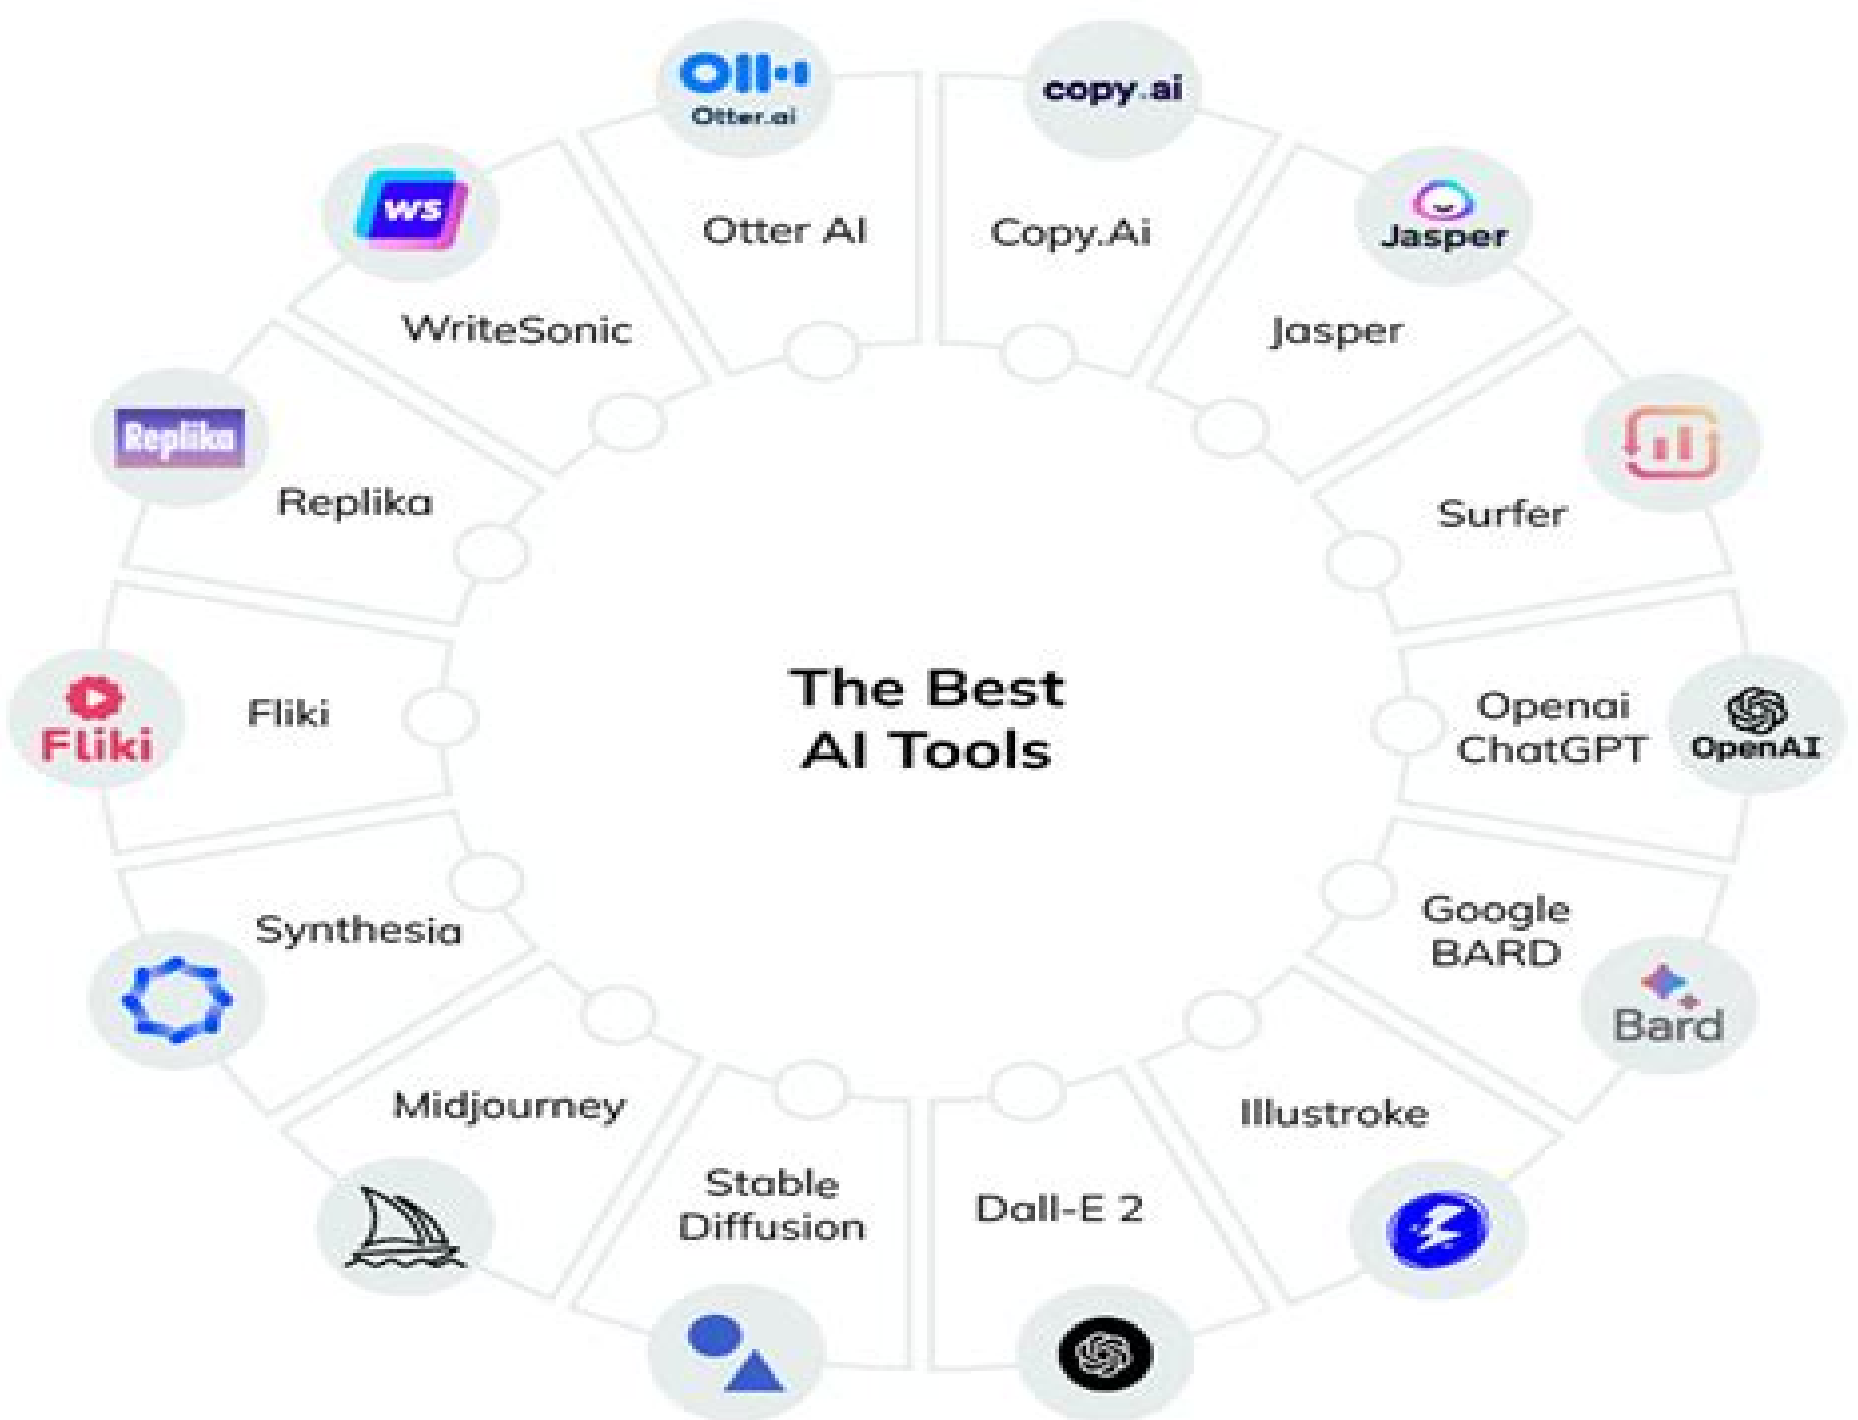 The Best
AI Tools
Otter.ai
Otter AI
copy.ai
Copy.Ai
Jasper
Jasper
Surfer
Openai
ChatGPT
OpenAI
Google
BARD
Bard
Illustroke
Dall-E 2
Stable
Diffusion
Midjourney
Synthesia
Fliki
Fliki
Replika
Replika
ws
WriteSonic